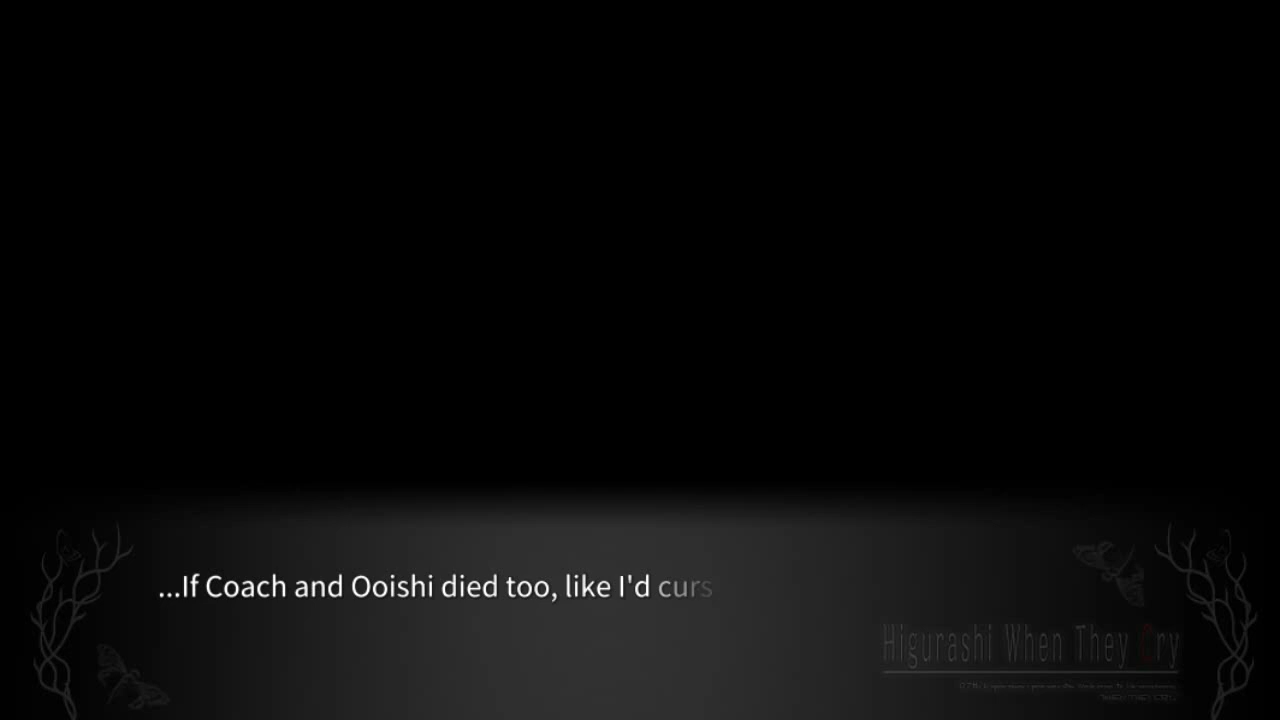 ...If Coach and Ooishi died too, like I'd curs
Higurashi When They Cry